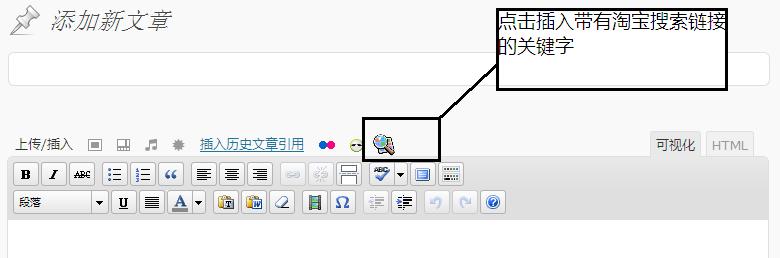 添加新文章
点击插入带有淘宝搜索链接
的关键字
上传/插入 插入历史文章引用 可视化 HTML
B I ABC “ ABC
段落 U A T W Ω ?